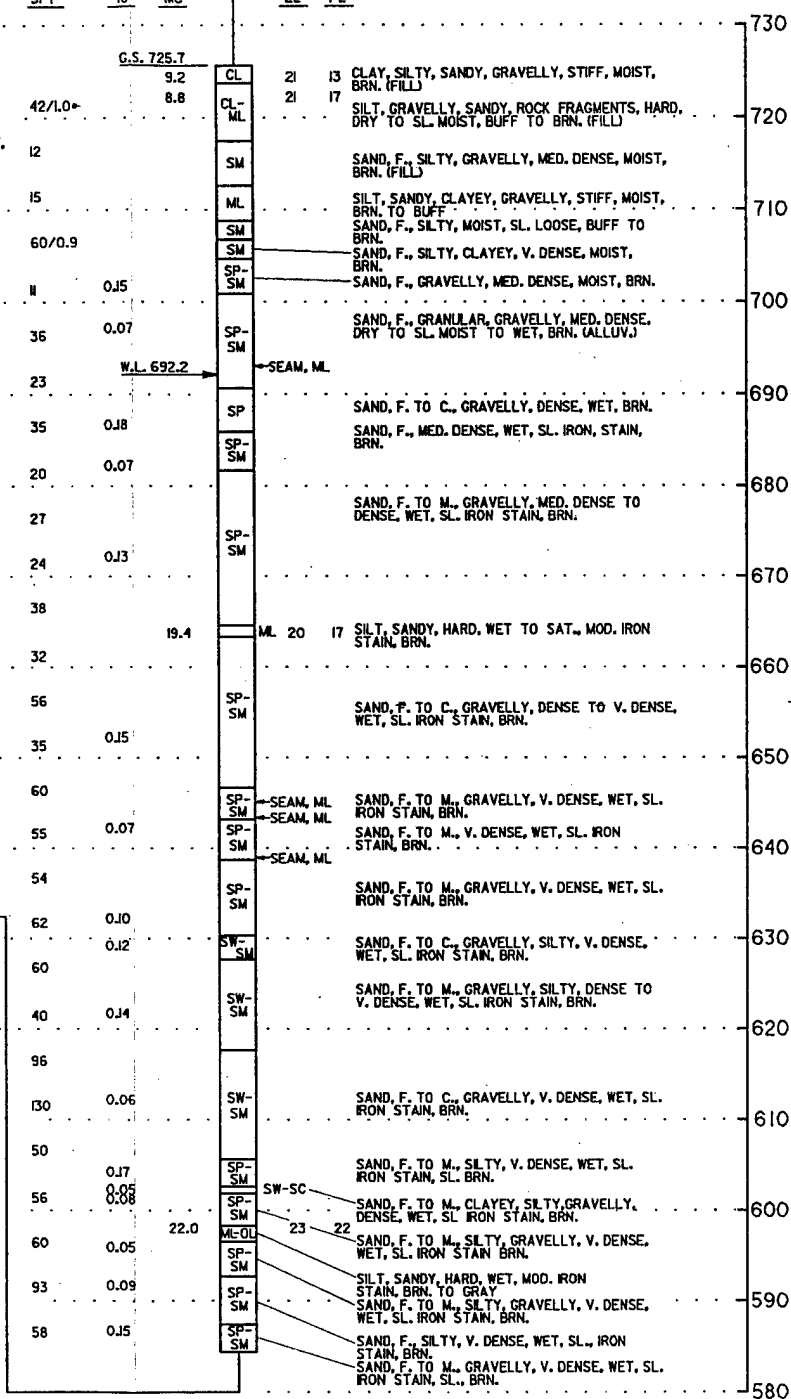 730
G.S. 725.7
9.2 CL 21 13 CLAY, SILTY, SANDY, GRAVELLY, STIFF, MOIST,
BRN. (FILL)
8.8 CL-ML 21 17 SILT, GRAVELLY, SANDY, ROCK FRAGMENTS, HARD,
DRY TO SL. MOIST, BUFF TO BRN. (FILL)
42/1.0
720
12 SM SAND, F., SILTY, GRAVELLY, MED. DENSE, MOIST,
BRN. (FILL)
15 ML SILT, SANDY, CLAYEY, GRAVELLY, STIFF, MOIST,
BRN. TO BUFF
710
SM SAND, F., SILTY, MOIST, SL. LOOSE, BUFF TO
BRN.
60/0.9 SM SAND, F., SILTY, CLAYEY, V. DENSE, MOIST,
BRN.
SP-SM SAND, F., GRAVELLY, MED. DENSE, MOIST, BRN.
11 0.15
700
36 0.07 SP-SM SAND, F., GRANULAR, GRAVELLY, MED. DENSE,
DRY TO SL. MOIST TO WET, BRN. (ALLUV.)
W.L. 692.2 SEAM, ML
23
690
SP SAND, F. TO C., GRAVELLY, DENSE, WET, BRN.
35 0.18 SAND, F., MED. DENSE, WET, SL. IRON, STAIN,
SP-SM BRN.
20 0.07
680
27 SAND, F. TO M., GRAVELLY, MED. DENSE TO
DENSE, WET, SL. IRON STAIN, BRN.
SP-SM
24 0.13
670
38
19.4 ML 20 17 SILT, SANDY, HARD, WET TO SAT., MOD. IRON
STAIN, BRN.
32
660
56 SP-SM SAND, F. TO C., GRAVELLY, DENSE TO V. DENSE,
WET, SL. IRON STAIN, BRN.
35 0.15
650
60 SP-SM SEAM, ML SAND, F. TO M., GRAVELLY, V. DENSE, WET, SL.
SEAM, ML IRON STAIN, BRN.
55 0.07 SP-SM SAND, F. TO M., V. DENSE, WET, SL. IRON
STAIN, BRN.
640
SEAM, ML
54 SP-SM SAND, F. TO M., GRAVELLY, V. DENSE, WET, SL.
IRON STAIN, BRN.
62 0.10
630
0.12 SW-SM SAND, F. TO C., GRAVELLY, SILTY, V. DENSE,
WET, SL. IRON STAIN, BRN.
60
SW-SM SAND, F. TO M., GRAVELLY, SILTY, DENSE TO
V. DENSE, WET, SL. IRON STAIN, BRN.
40 0.14
620
96
130 0.06 SW-SM SAND, F. TO C., GRAVELLY, V. DENSE, WET, SL.
IRON STAIN, BRN.
610
50
0.17 SP-SM SAND, F. TO M., SILTY, V. DENSE, WET, SL.
IRON STAIN, SL. BRN.
0.05 SW-SC SAND, F. TO M., CLAYEY, SILTY, GRAVELLY,
DENSE, WET, SL IRON STAIN, BRN.
56 0.08 SP-SM
600
SAND, F. TO M., SILTY, GRAVELLY, V. DENSE,
WET, SL. IRON STAIN BRN.
22.0 ML-OL 23 22 SILT, SANDY, HARD, WET, MOD. IRON
STAIN, BRN. TO GRAY
60 0.05 SP-SM SAND, F. TO M., SILTY, GRAVELLY, V. DENSE,
WET, SL. IRON STAIN, BRN.
590
93 0.09 SP-SM SAND, F., SILTY, V. DENSE, WET, SL., IRON
STAIN, BRN.
58 0.15 SP-SM SAND, F. TO M., GRAVELLY, V. DENSE, WET, SL.
IRON STAIN, SL., BRN.
580